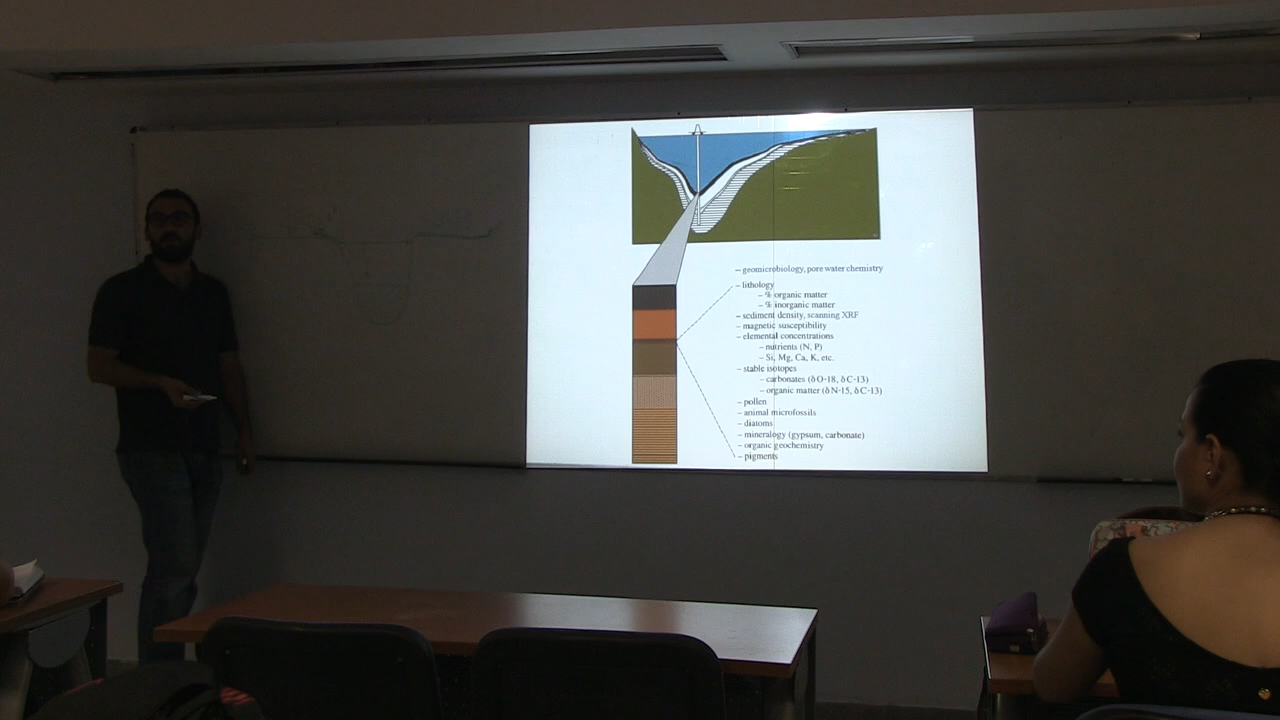 – geomicrobiology, pore water chemistry
– lithology
– % organic matter
– % inorganic matter
– sediment density, scanning XRF
– magnetic susceptibility
– elemental concentrations
– nutrients (N, P)
– Si, Mg, Ca, K, etc.
– stable isotopes
– carbonates (δO-18, δC-13)
– organic matter (δN-15, δC-13)
– pollen
– animal microfossils
– diatoms
– mineralogy (gypsum, carbonate)
– organic geochemistry
– pigments